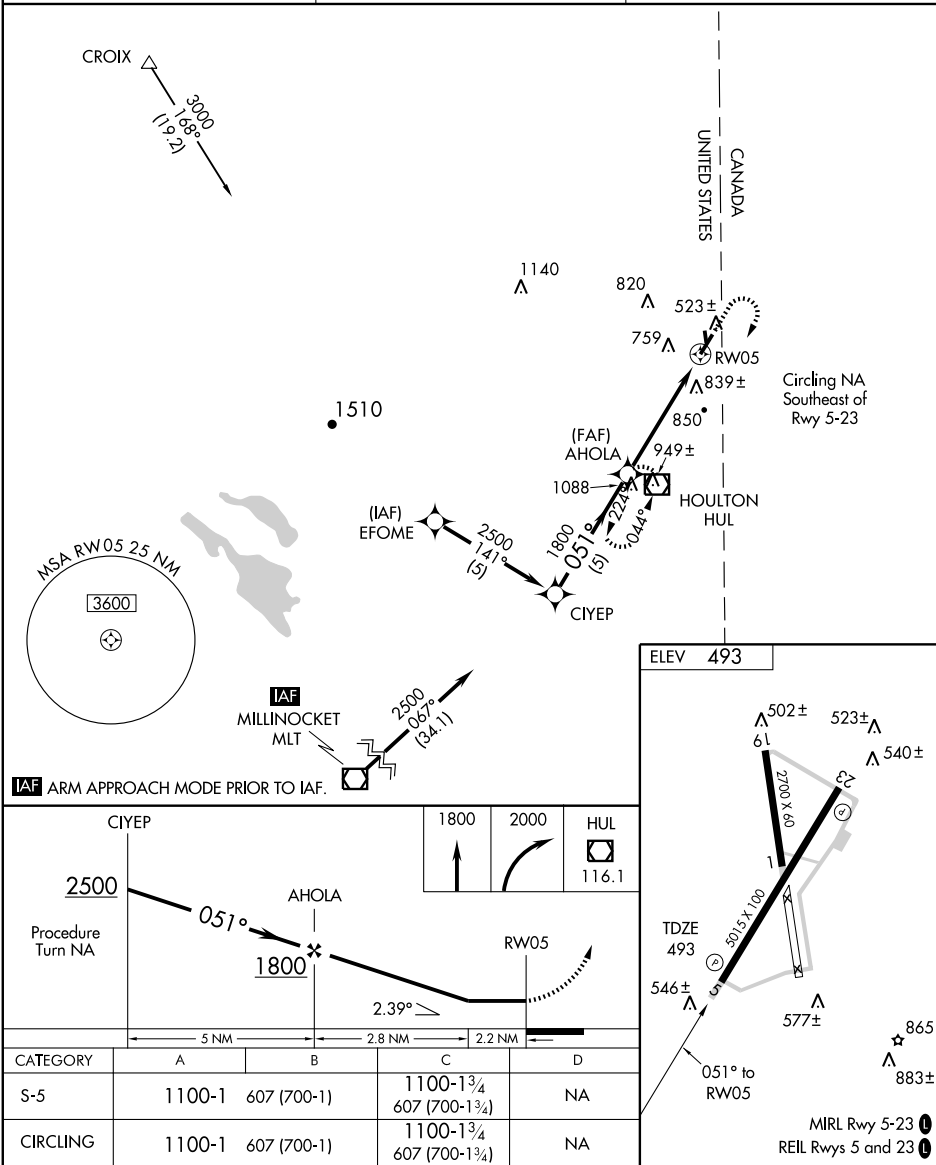 CROIX
3000
168°
(19.2)
UNITED STATES
CANADA
1140
820
523±
759
RW05
839±
Circling NA
Southeast of
Rwy 5-23
850
1510
(FAF)
AHOLA
949±
1088
HOULTON
HUL
224°
044°
(IAF)
EFOME
2500
141°
(5)
1800
051°
(5)
CIYEP
MSA RW05 25 NM
3600
IAF
MILLINOCKET
MLT
2500
067°
(34.1)
IAF ARM APPROACH MODE PRIOR TO IAF.
ELEV 493
502±
523±
540±
19
23
2700 X 60
P
1
5015 X 100
X
X
TDZE
493
P
546±
5
577±
865
883±
051° to
RW05
MIRL Rwy 5-23 L
REIL Rwys 5 and 23 L
CIYEP
1800
2000
HUL
116.1
2500
051°
AHOLA
Procedure
Turn NA
1800
RW05
2.39°
5 NM
2.8 NM
2.2 NM
CATEGORY A B C D
S-5 1100-1 607 (700-1) 1100-1¾ NA
607 (700-1¾)
CIRCLING 1100-1 607 (700-1) 1100-1¾ NA
607 (700-1¾)